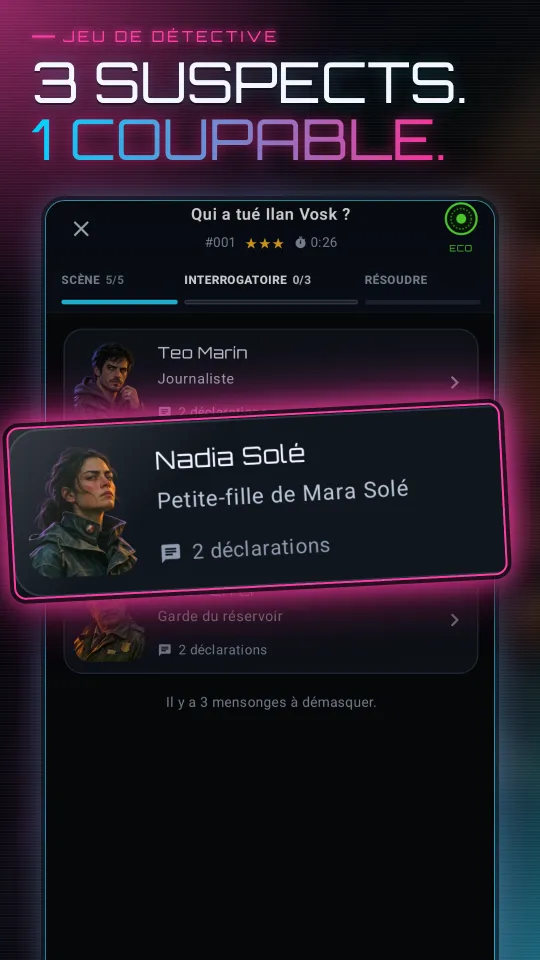 JEU DE DÉTECTIVE
3 SUSPECTS.
1 COUPABLE.
Qui a tué Ilan Vosk ?
#001 0:26
ECO
SCÈNE 5/5 INTERROGATOIRE 0/3 RÉSOUDRE
Teo Marin
Journaliste
2 déclarations
Nadia Solé
Petite-fille de Mara Solé
2 déclarations
Garde du réservoir
2 déclarations
Il y a 3 mensonges à démasquer.